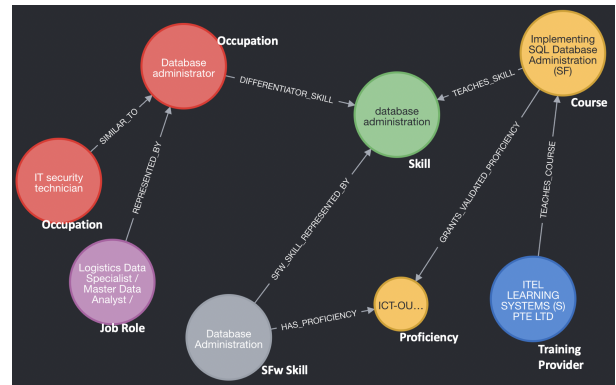 Occupation
Database
administrator
DIFFERENTIATOR_SKILL
SIMILAR_TO
IT security
technician
Occupation
REPRESENTED_BY
Logistics Data
Specialist /
Master Data
Analyst /
Job Role
database
administration
Skill
TEACHES_SKILL
Implementing
SQL Database
Administration
(SF)
Course
SFW_SKILL_REPRESENTED_BY
GRANTS_VALIDATED_PROFICIENCY
TEACHES_COURSE
Database
Administration
SFw Skill
HAS_PROFICIENCY
ICT-OU...
Proficiency
ITEL
LEARNING
SYSTEMS (S)
PTE LTD
Training
Provider